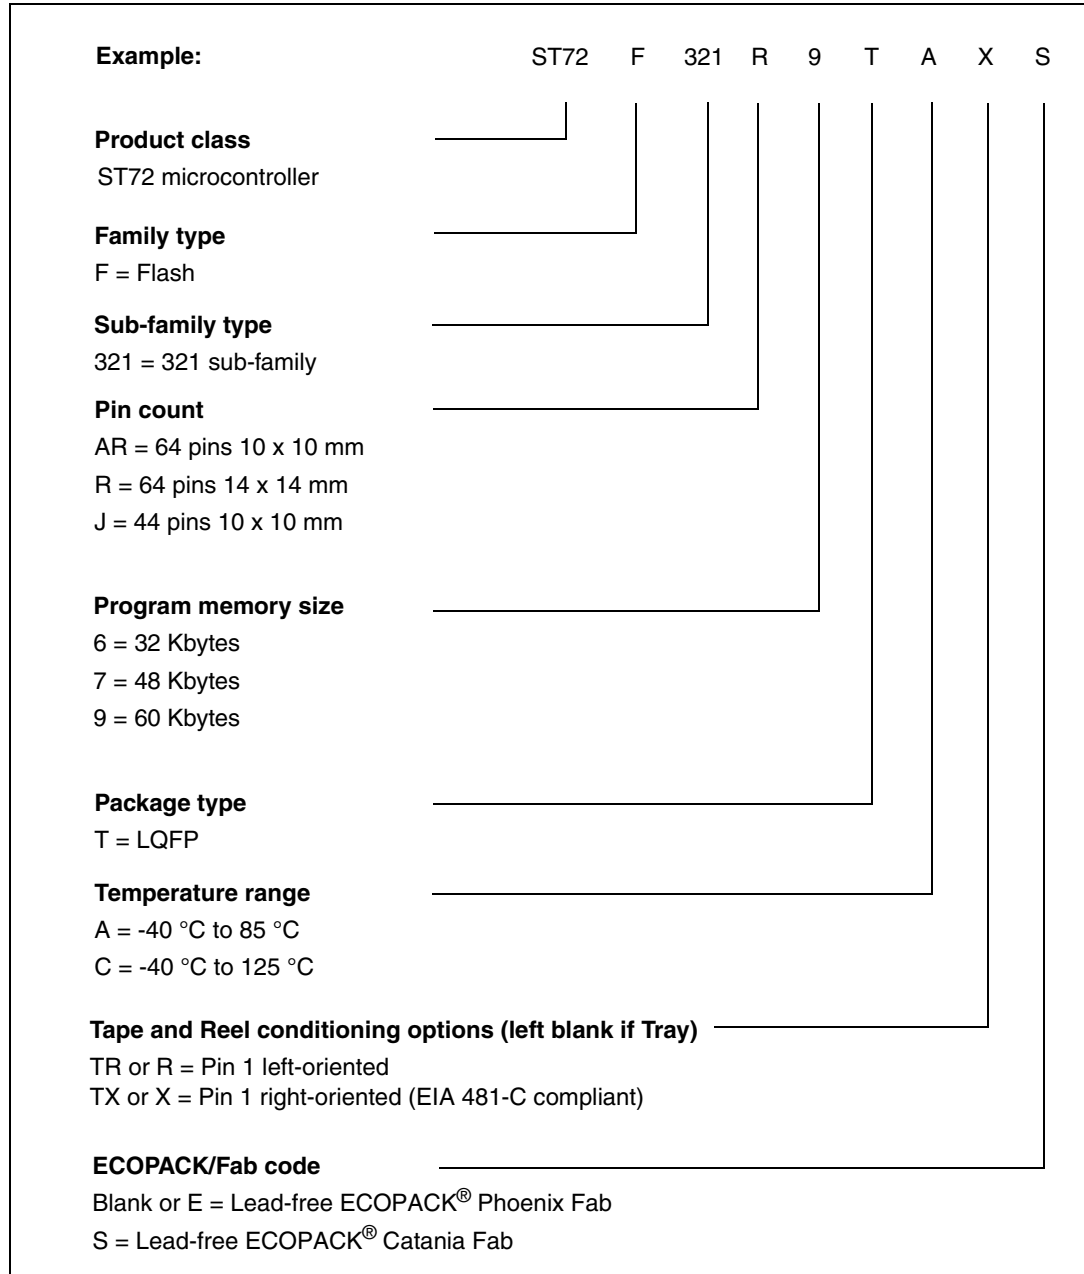 Example: ST72 F 321 R 9 T A X S
Product class
ST72 microcontroller
Family type
F = Flash
Sub-family type
321 = 321 sub-family
Pin count
AR = 64 pins 10 x 10 mm
R = 64 pins 14 x 14 mm
J = 44 pins 10 x 10 mm
Program memory size
6 = 32 Kbytes
7 = 48 Kbytes
9 = 60 Kbytes
Package type
T = LQFP
Temperature range
A = -40 °C to 85 °C
C = -40 °C to 125 °C
Tape and Reel conditioning options (left blank if Tray)
TR or R = Pin 1 left-oriented
TX or X = Pin 1 right-oriented (EIA 481-C compliant)
ECOPACK/Fab code
Blank or E = Lead-free ECOPACK® Phoenix Fab
S = Lead-free ECOPACK® Catania Fab